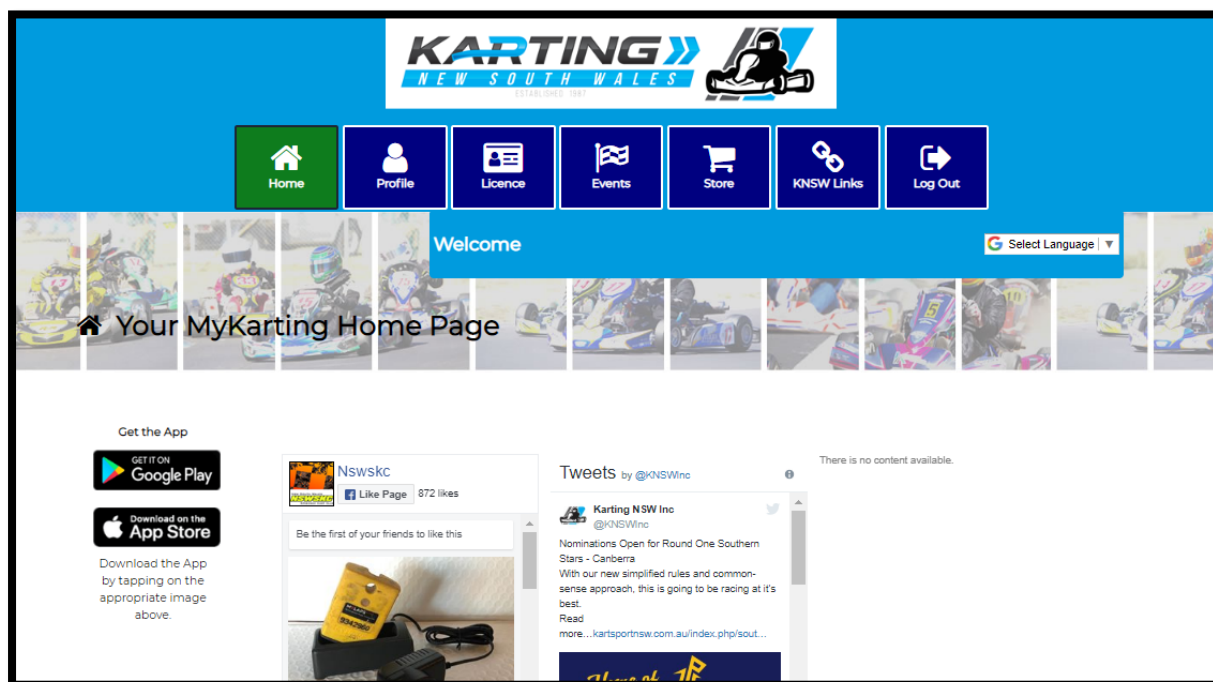 KARTING
NEW SOUTH WALES
ESTABLISHED 1987
Home
Profile
Licence
Events
Store
KNSW Links
Log Out
Welcome
Select Language
Your MyKarting Home Page
Get the App
GET IT ON
Google Play
Download on the
App Store
Download the App
by tapping on the
appropriate image
above.
Nswskc
Like Page
872 likes
Be the first of your friends to like this
Tweets by @KNSWInc
Karting NSW Inc
@KNSWInc
Nominations Open for Round One Southern
Stars - Canberra
With our new simplified rules and common-
sense approach, this is going to be racing at it's
best.
Read
more…kartsportnsw.com.au/index.php/sout…
There is no content available.